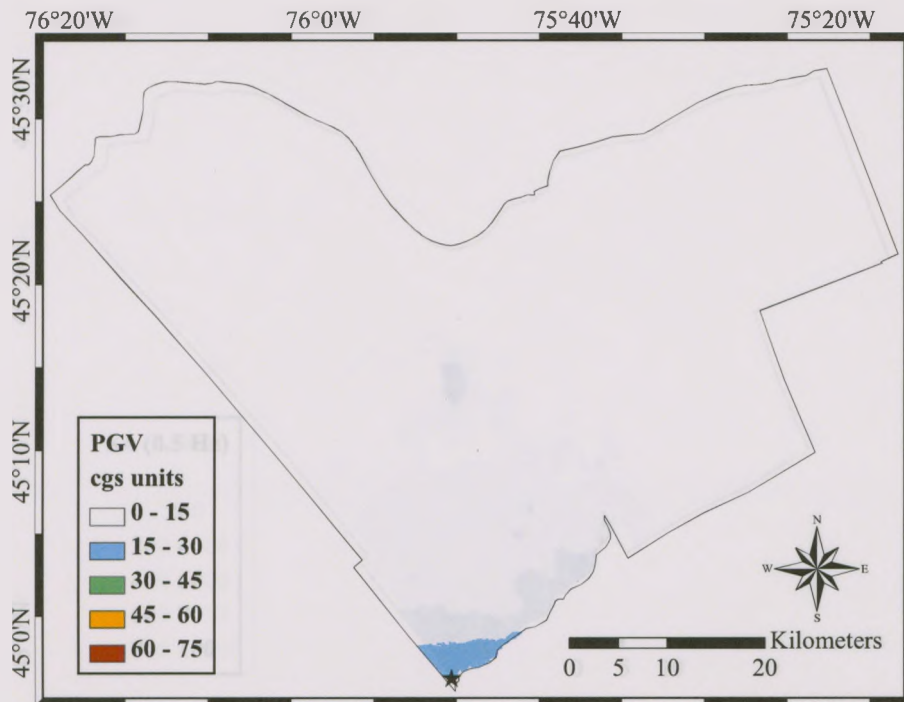 76°20'W 76°0'W 75°40'W 75°20'W
45°30'N
45°20'N
45°10'N
45°0'N
PGV
cgs units
0 - 15
15 - 30
30 - 45
45 - 60
60 - 75
N
W E
S
Kilometers
0 5 10 20